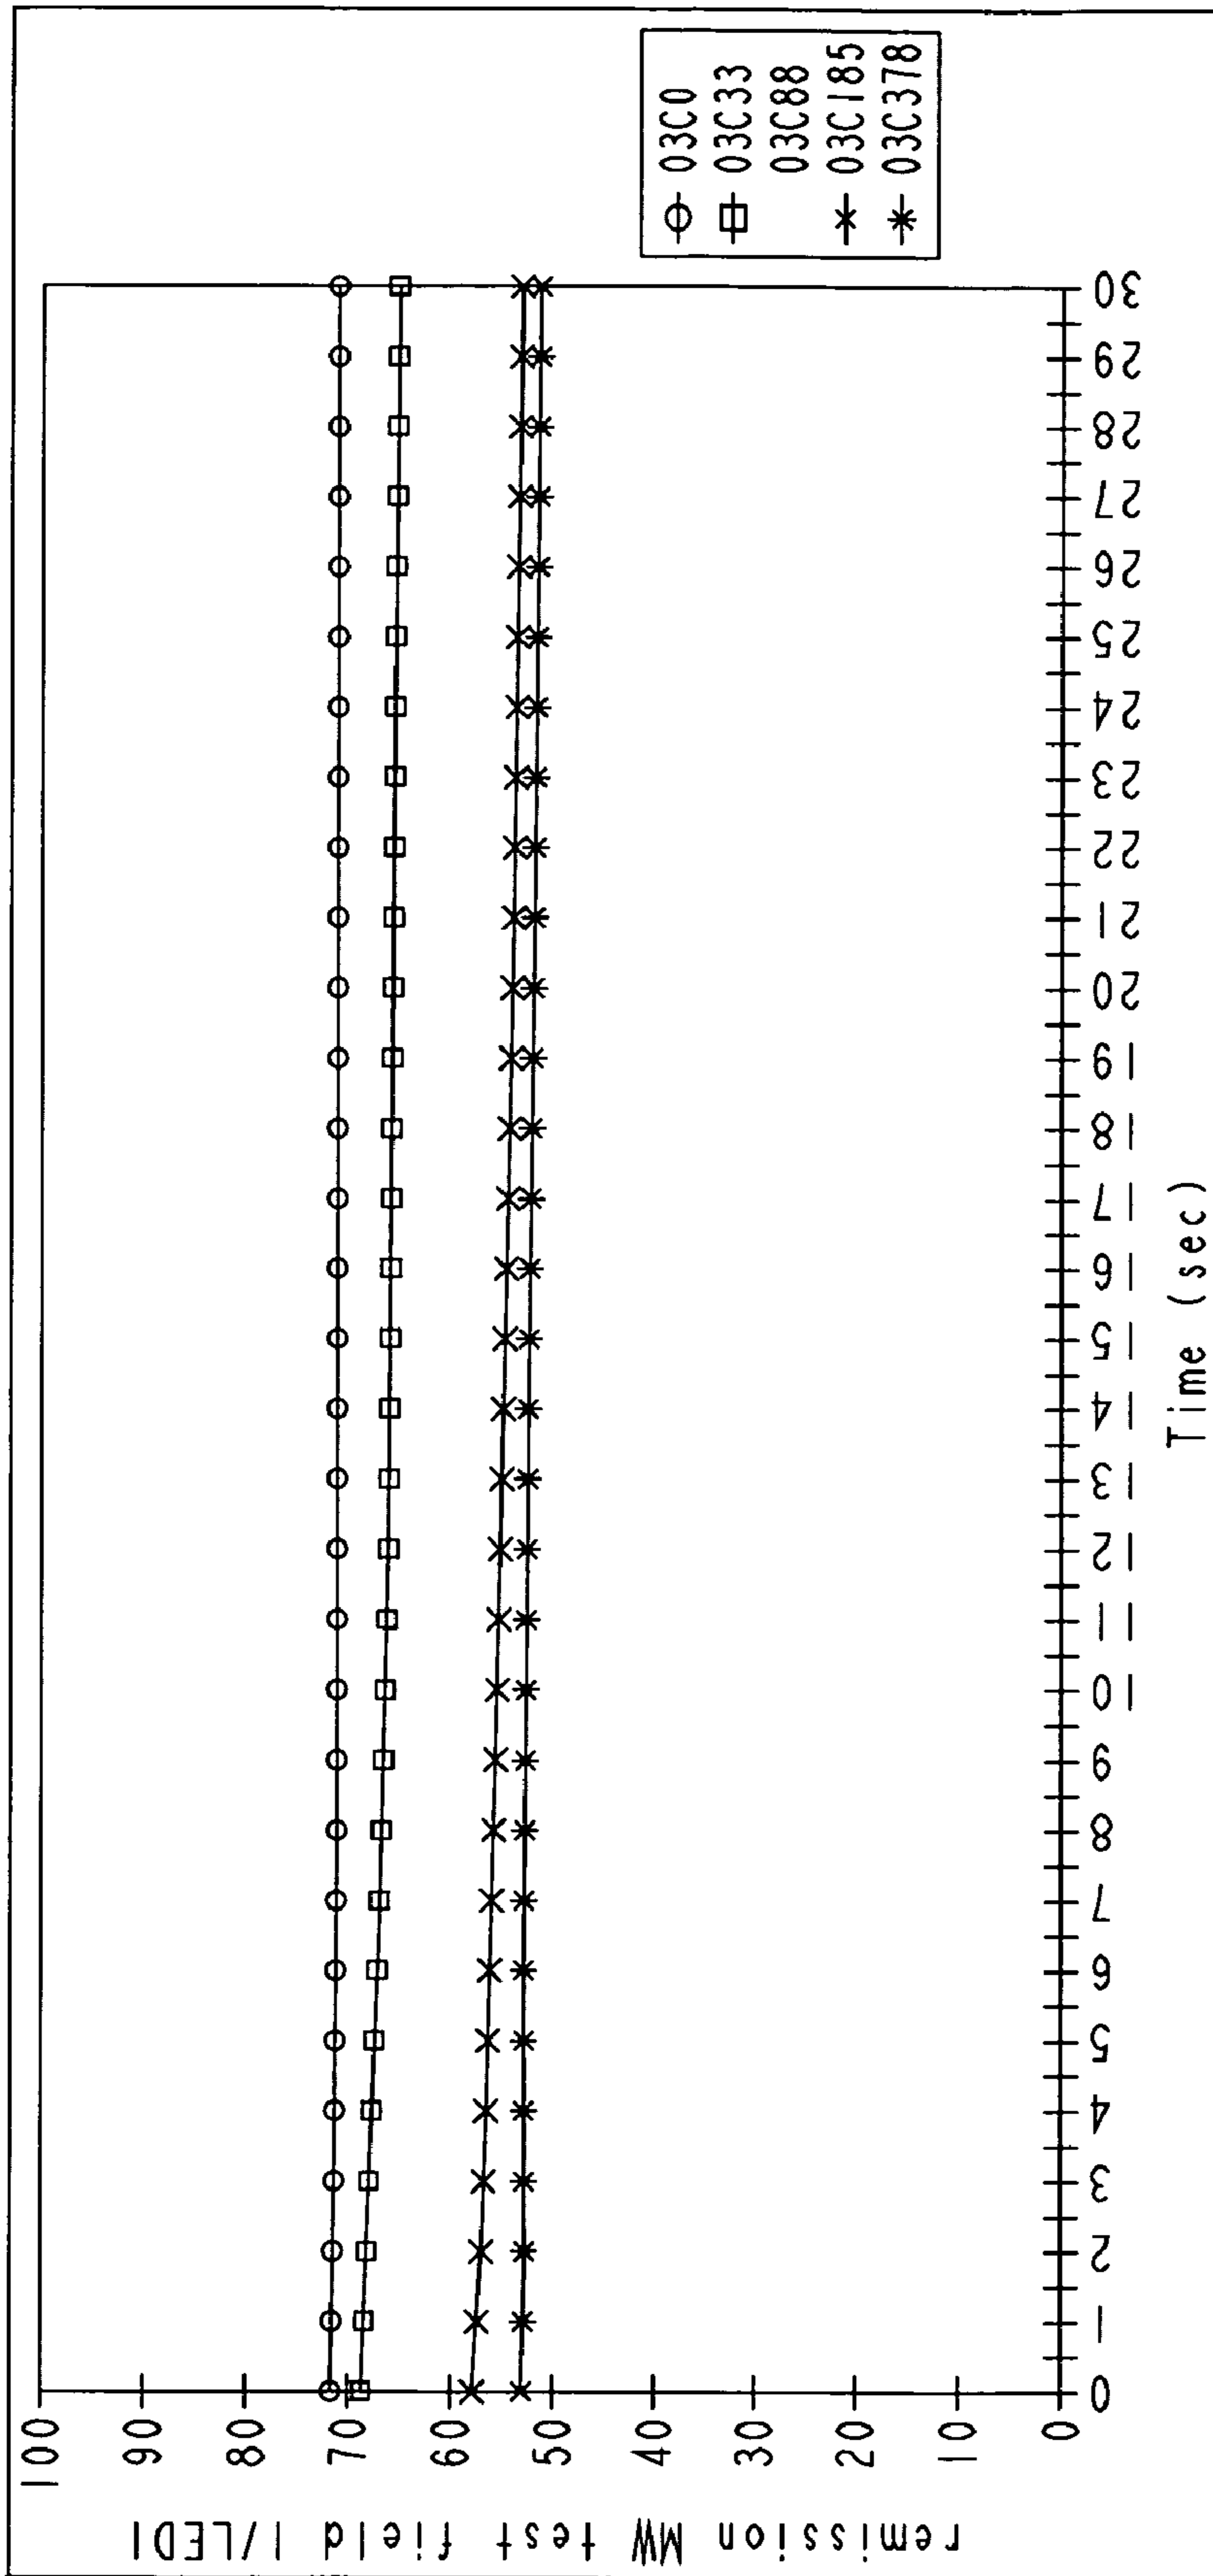 remission MW test field 1/LED1
100
90
80
70
60
50
40
30
20
10
0
0 1 2 3 4 5 6 7 8 9 10 11 12 13 14 15 16 17 18 19 20 21 22 23 24 25 26 27 28 29 30
Time (sec)
03C0
03C33
03C88
03C185
03C378